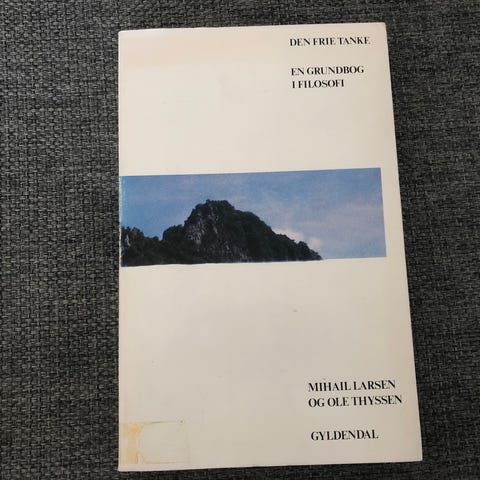 DEN FRIE TANKE
EN GRUNDBOG
I FILOSOFI
MIHAIL LARSEN
OG OLE THYSSEN
GYLDENDAL